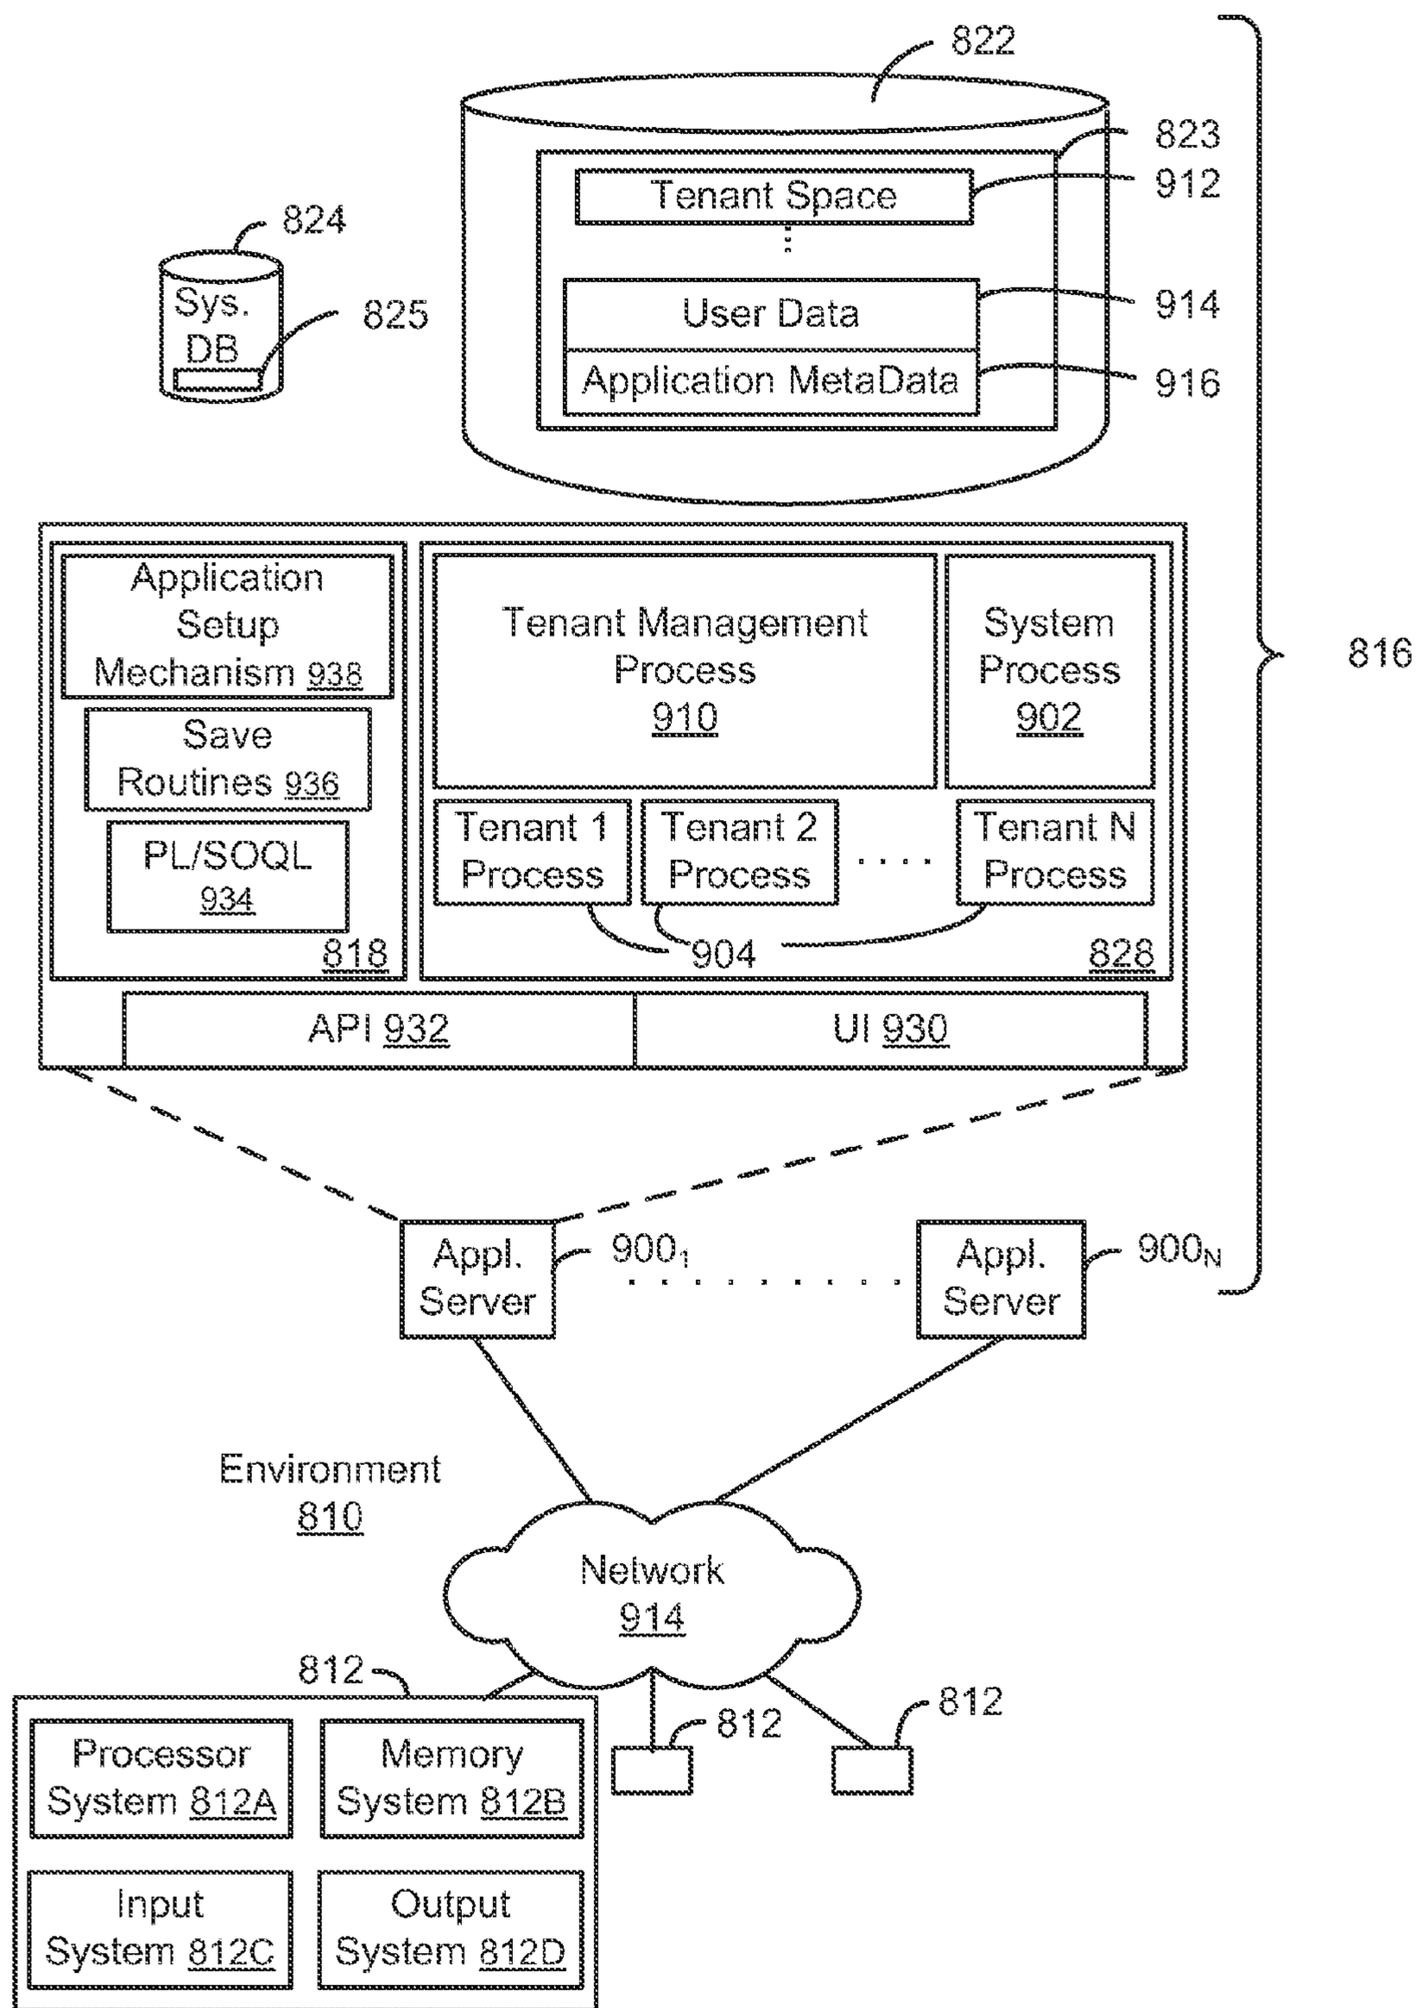 822
823
Tenant Space
912
824
Sys.
DB
825
User Data
914
Application MetaData
916
Application
Setup
Mechanism 938
Tenant Management
Process
910
System
Process
902
816
Save
Routines 936
Tenant 1
Process
Tenant 2
Process
. . . .
Tenant N
Process
PL/SOQL
934
904
818
828
API 932
UI 930
Appl.
Server
900₁
. . . . . . . . .
Appl.
Server
900N
Environment
810
Network
914
812
812
812
Processor
System 812A
Memory
System 812B
Input
System 812C
Output
System 812D